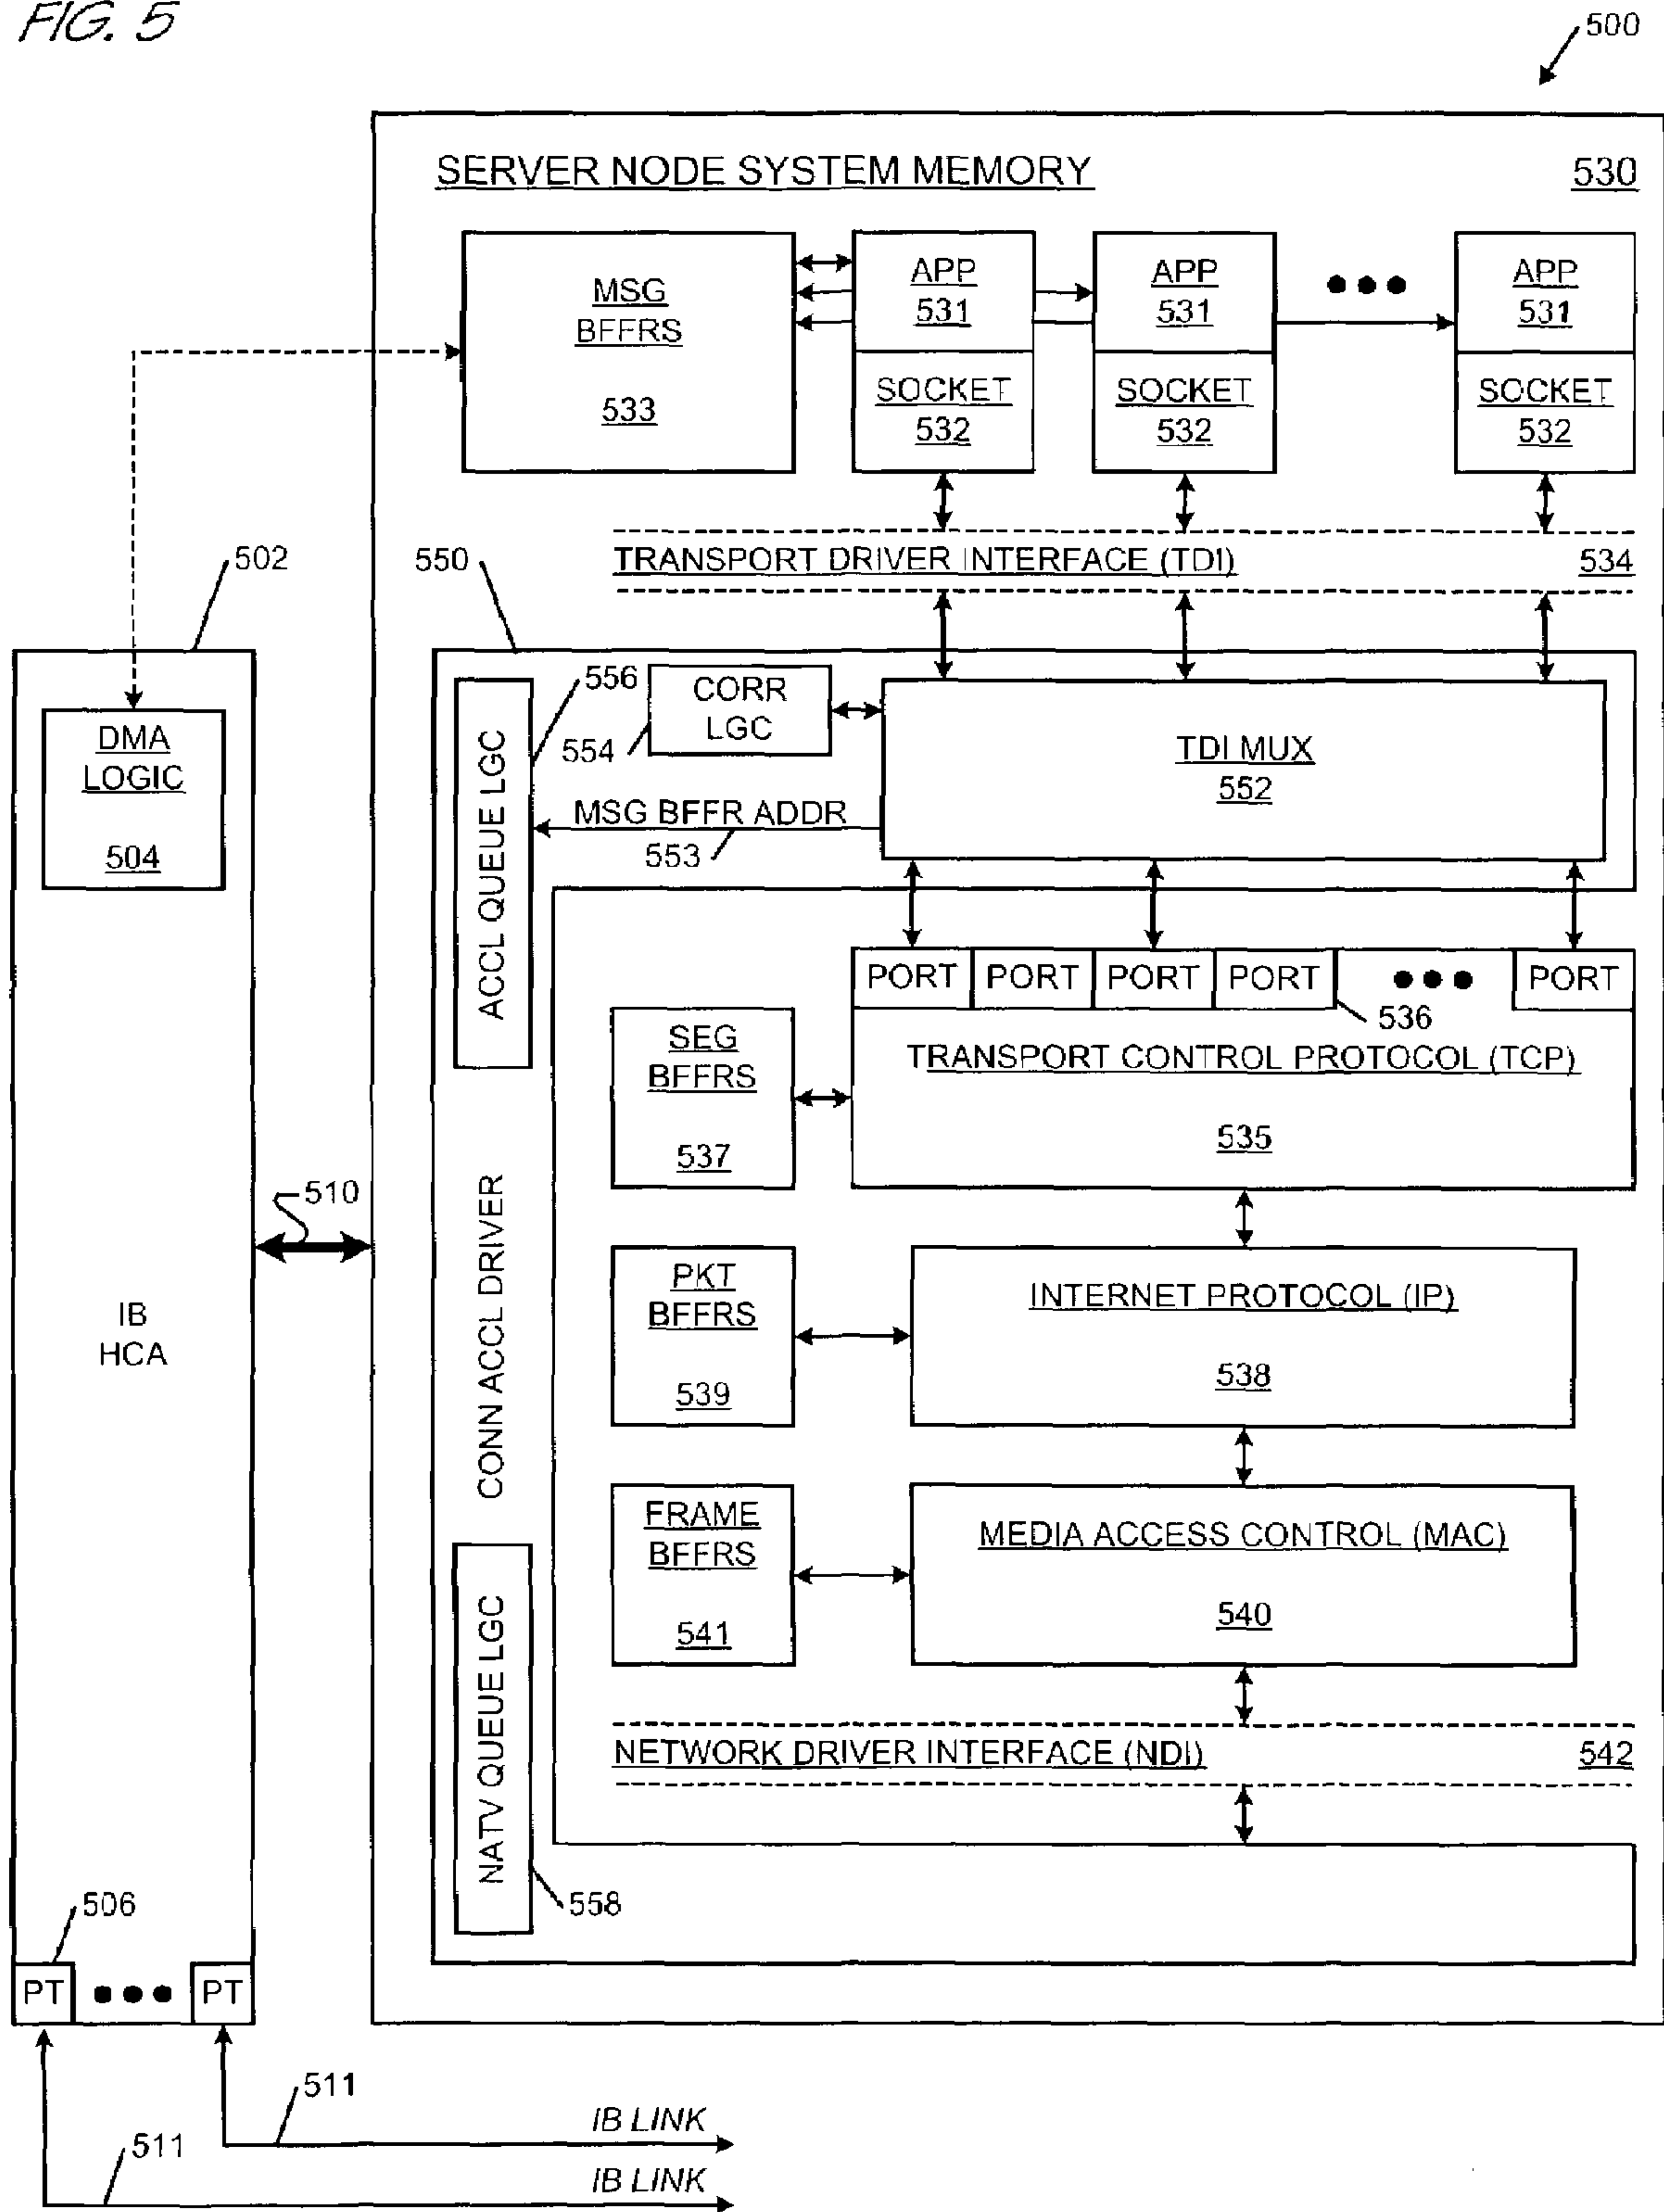 FIG. 5
500
SERVER NODE SYSTEM MEMORY 530
MSG
BFFRS
533
APP
531
SOCKET
532
APP
531
SOCKET
532
APP
531
SOCKET
532
TRANSPORT DRIVER INTERFACE (TDI) 534
502
550
DMA
LOGIC
504
IB
HCA
506
PT
PT
510
511
IB LINK
511
IB LINK
ACCL QUEUE LGC
556
CORR
LGC
554
TDI MUX
552
MSG BFFR ADDR
553
CONN ACCL DRIVER
NATV QUEUE LGC
558
PORT PORT PORT PORT PORT
536
TRANSPORT CONTROL PROTOCOL (TCP)
535
SEG
BFFRS
537
PKT
BFFRS
539
INTERNET PROTOCOL (IP)
538
FRAME
BFFRS
541
MEDIA ACCESS CONTROL (MAC)
540
NETWORK DRIVER INTERFACE (NDI) 542